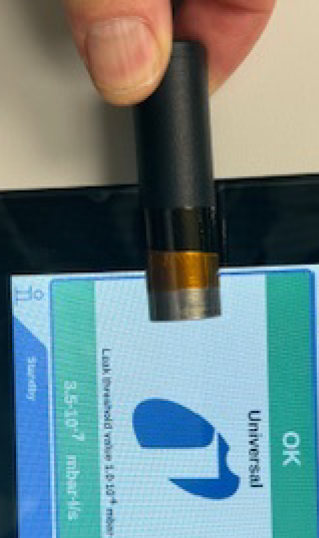 OK
Universal
Leak threshold value 1.0·10⁻⁴ mbar
3.5·10⁻⁷ mbar·l/s
Standby